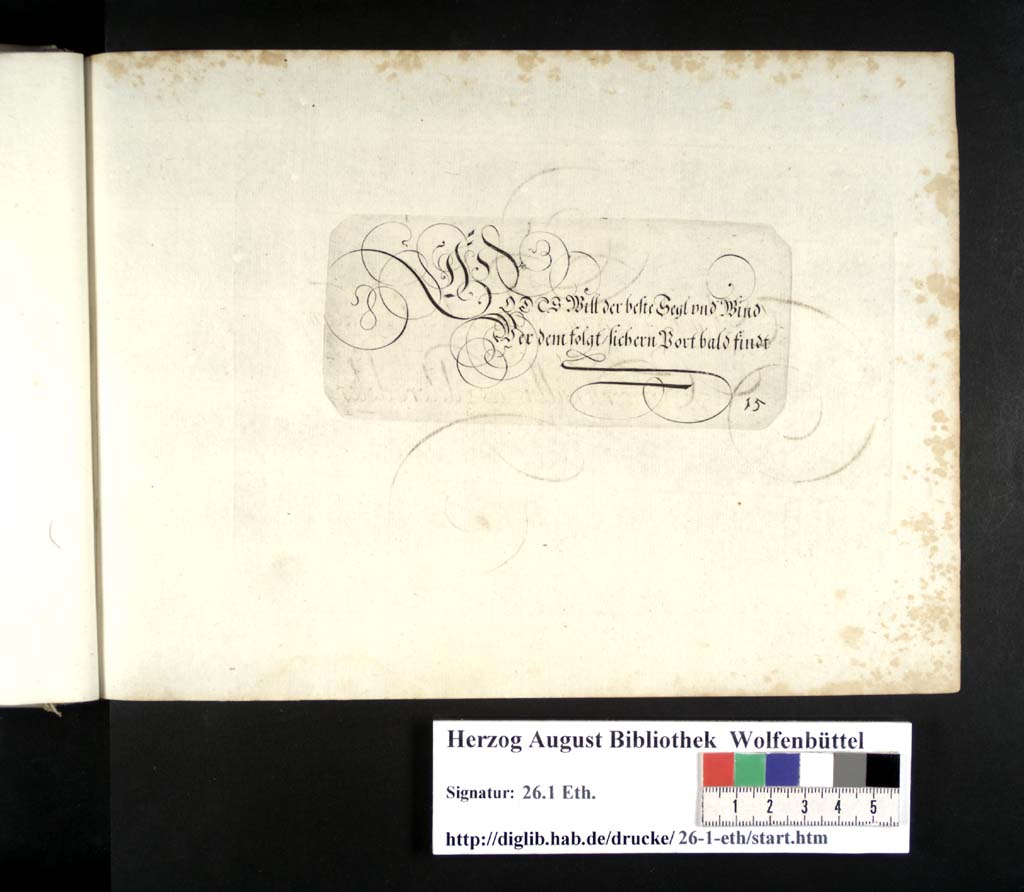 GODES Will der beste Segl vnd Wind
Wer dem folgt/sichern Port bald findt
15
Herzog August Bibliothek Wolfenbüttel
Signatur: 26.1 Eth.
1 2 3 4 5
http://diglib.hab.de/drucke/ 26-1-eth/start.htm